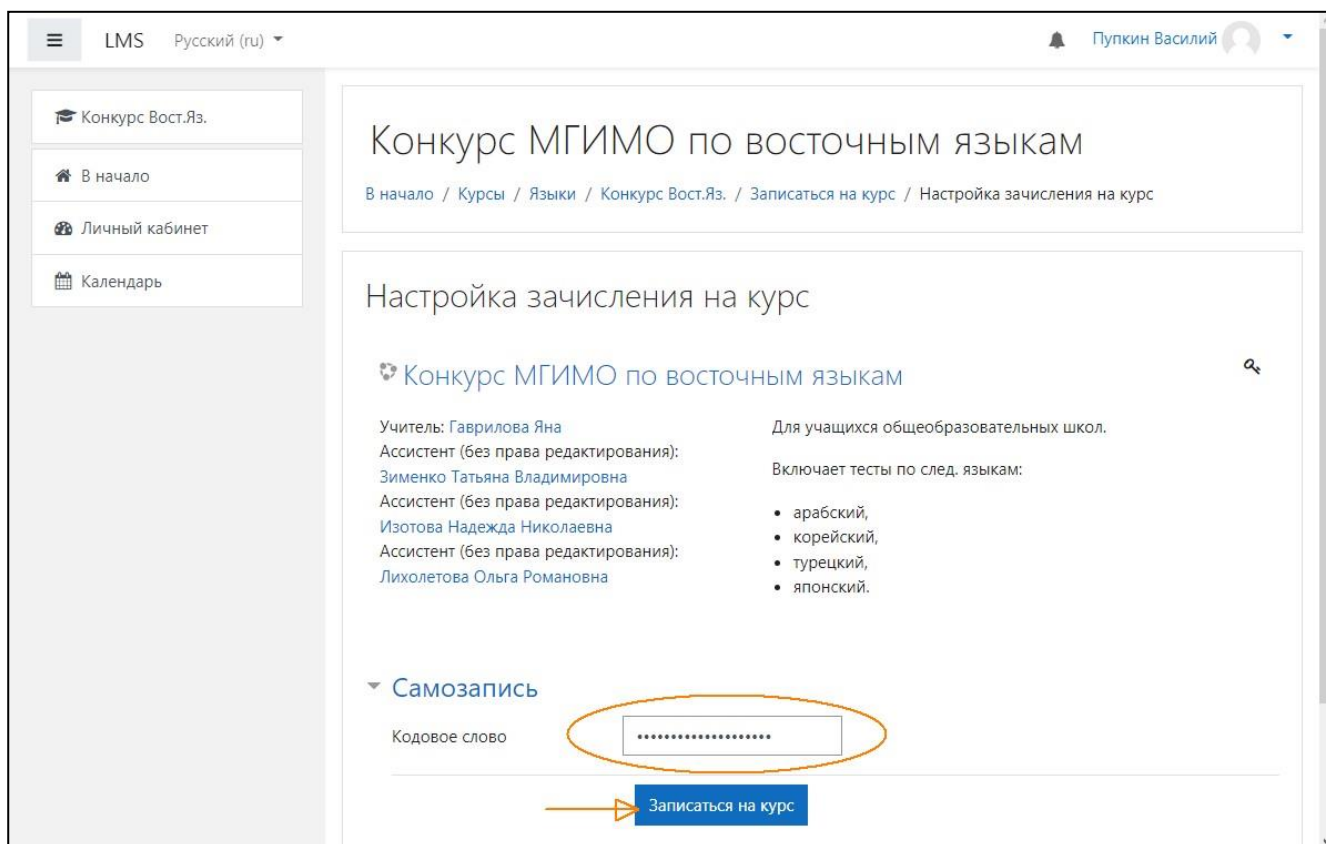 LMS Русский (ru)
Пупкин Василий
Конкурс Вост.Яз.
В начало
Личный кабинет
Календарь
Конкурс МГИМО по восточным языкам
В начало / Курсы / Языки / Конкурс Вост.Яз. / Записаться на курс / Настройка зачисления на курс
Настройка зачисления на курс
Конкурс МГИМО по восточным языкам
Учитель: Гаврилова Яна
Ассистент (без права редактирования):
Зименко Татьяна Владимировна
Ассистент (без права редактирования):
Изотова Надежда Николаевна
Ассистент (без права редактирования):
Лихолетова Ольга Романовна
Для учащихся общеобразовательных школ.
Включает тесты по след. языкам:
• арабский,
• корейский,
• турецкий,
• японский.
Самозапись
Кодовое слово ••••••••••••••••••••
Записаться на курс